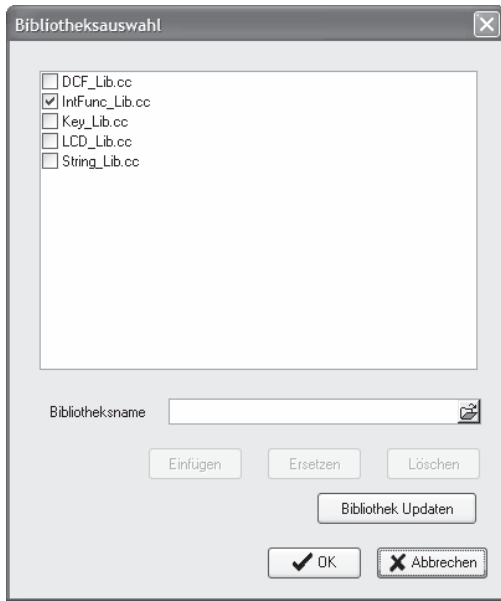 Bibliotheksauswahl
DCF_Lib.cc
IntFunc_Lib.cc
Key_Lib.cc
LCD_Lib.cc
String_Lib.cc
Bibliotheksname
Einfügen Ersetzen Löschen
Bibliothek Updaten
OK Abbrechen